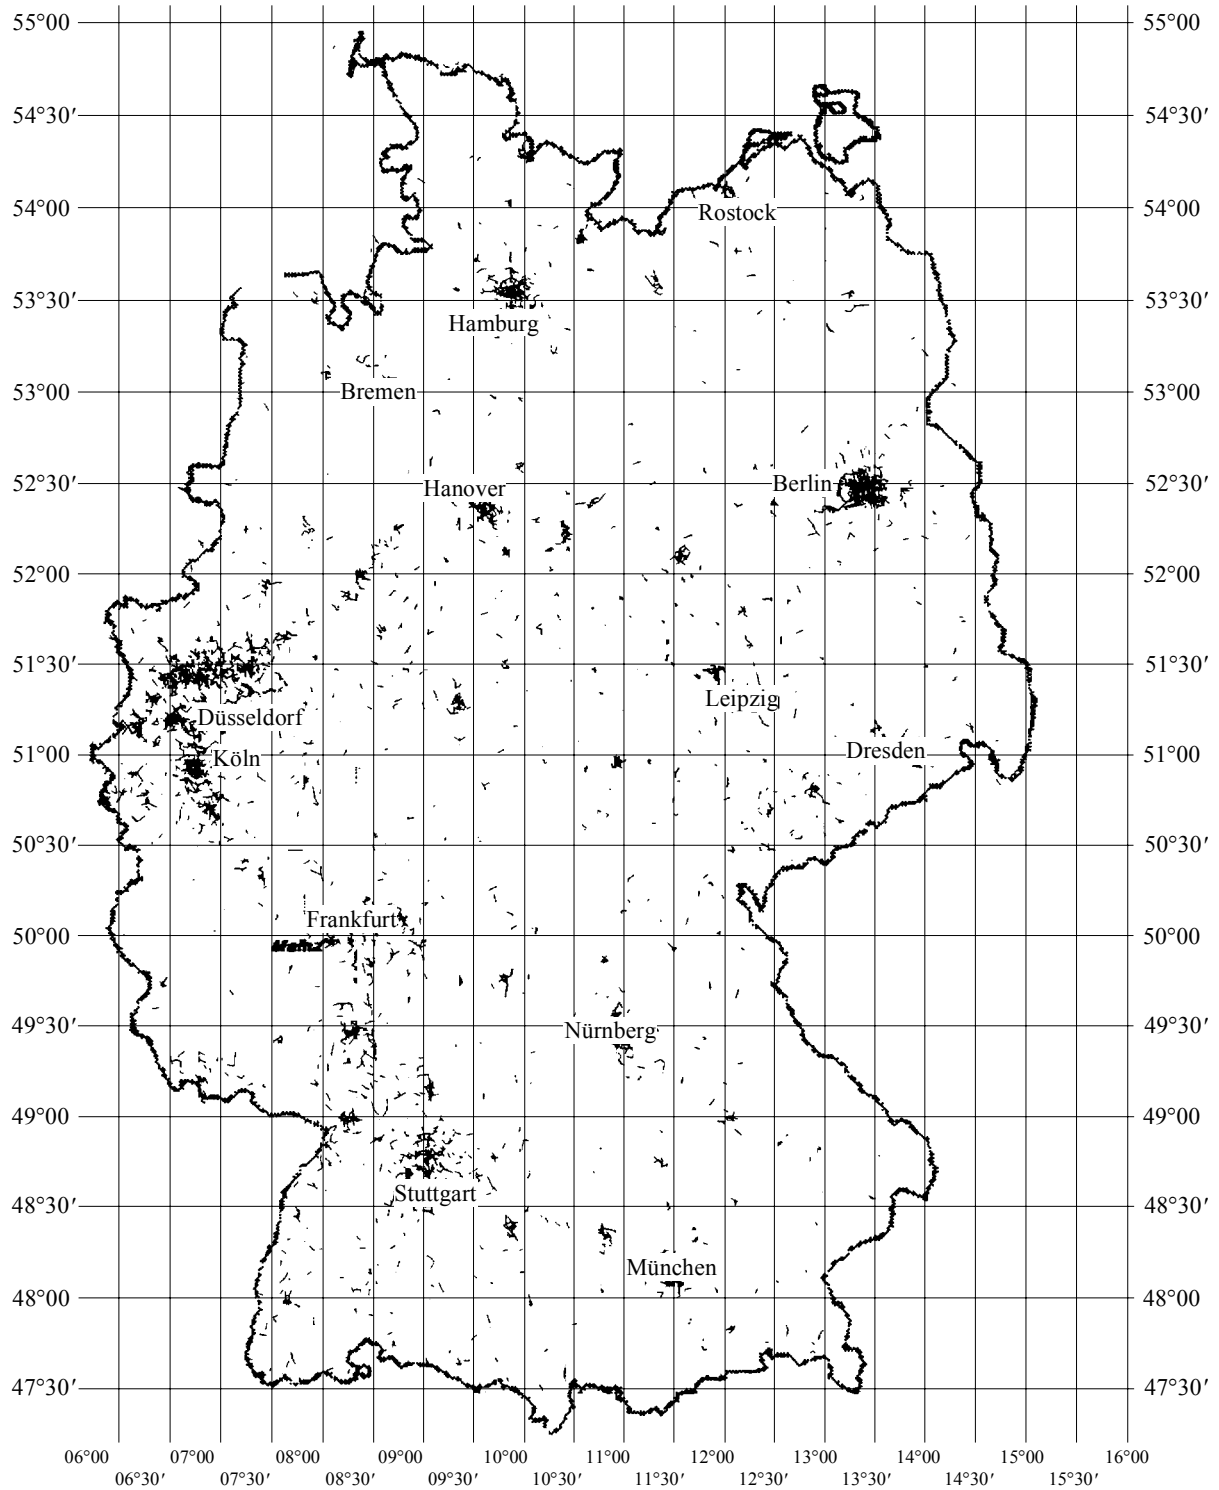 55°00 55°00
54°30′ 54°30′
54°00 Rostock 54°00
53°30′ 53°30′
Hamburg
53°00 Bremen 53°00
Hanover Berlin
52°30′ 52°30′
52°00 52°00
51°30′ 51°30′
Leipzig
Düsseldorf
51°00 Köln Dresden 51°00
50°30′ 50°30′
Frankfurt
50°00 Mainz 50°00
49°30′ Nürnberg 49°30′
49°00 49°00
Stuttgart
48°30′ 48°30′
München
48°00 48°00
47°30′ 47°30′
06°00 07°00 08°00 09°00 10°00 11°00 12°00 13°00 14°00 15°00 16°00
06°30′ 07°30′ 08°30′ 09°30′ 10°30′ 11°30′ 12°30′ 13°30′ 14°30′ 15°30′